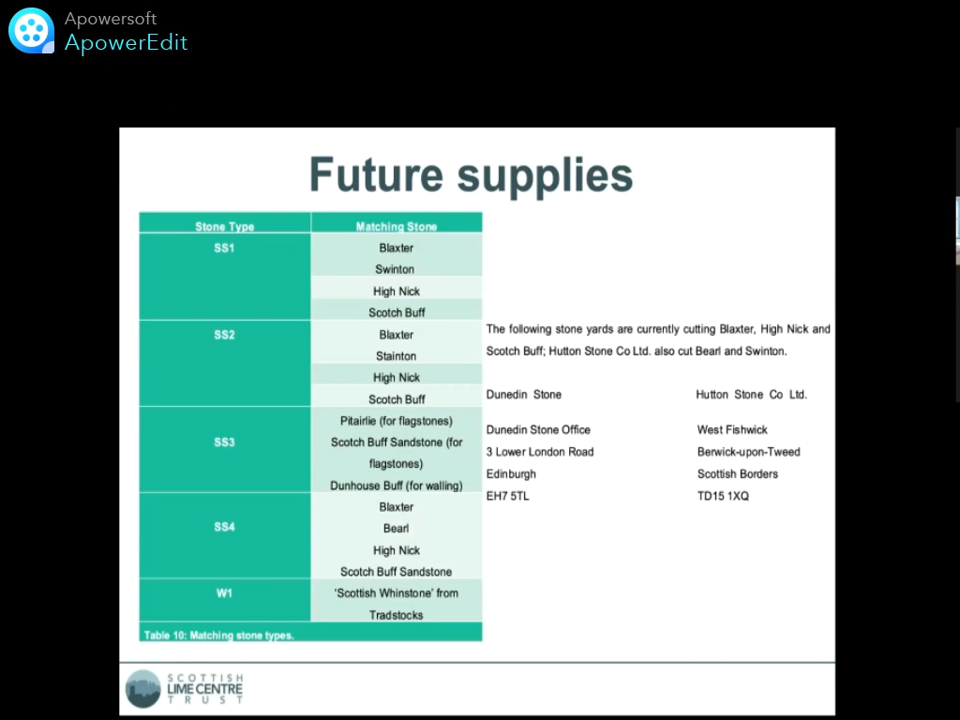 Apowersoft
ApowerEdit
Future supplies
Stone Type
Matching Stone
SS1
Blaxter
Swinton
High Nick
Scotch Buff
SS2
Blaxter
Stainton
High Nick
Scotch Buff
SS3
Pitairlie (for flagstones)
Scotch Buff Sandstone (for
flagstones)
Dunhouse Buff (for walling)
SS4
Blaxter
Bearl
High Nick
Scotch Buff Sandstone
W1
‘Scottish Whinstone’ from
Tradstocks
Table 10: Matching stone types.
The following stone yards are currently cutting Blaxter, High Nick and
Scotch Buff; Hutton Stone Co Ltd. also cut Bearl and Swinton.
Dunedin Stone
Dunedin Stone Office
3 Lower London Road
Edinburgh
EH7 5TL
Hutton Stone Co Ltd.
West Fishwick
Berwick-upon-Tweed
Scottish Borders
TD15 1XQ
SCOTTISH
LIME CENTRE
TRUST